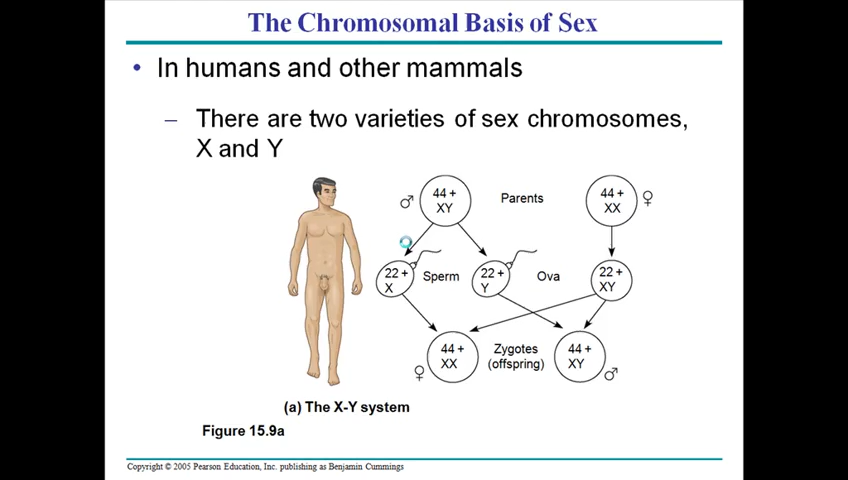 The Chromosomal Basis of Sex
• In humans and other mammals
– There are two varieties of sex chromosomes,
X and Y
♂
44 +
XY
Parents
44 +
XX
♀
22 +
X
Sperm
22 +
Y
Ova
22 +
XY
♀
44 +
XX
Zygotes
(offspring)
44 +
XY
♂
(a) The X-Y system
Figure 15.9a
Copyright © 2005 Pearson Education, Inc. publishing as Benjamin Cummings